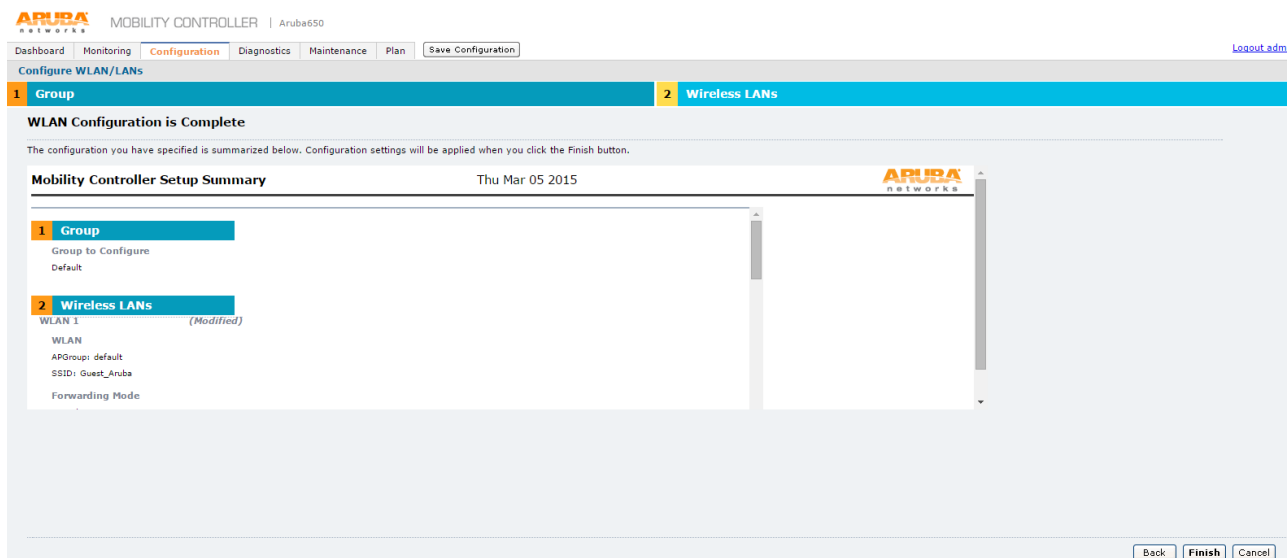 ARUBA
networks
MOBILITY CONTROLLER | Aruba650
Dashboard Monitoring Configuration Diagnostics Maintenance Plan Save Configuration Logout adm
Configure WLAN/LANs
1 Group 2 Wireless LANs
WLAN Configuration is Complete
The configuration you have specified is summarized below. Configuration settings will be applied when you click the Finish button.
Mobility Controller Setup Summary Thu Mar 05 2015 ARUBA
networks
1 Group
Group to Configure
Default
2 Wireless LANs
WLAN 1 (Modified)
WLAN
APGroup: default
SSID: Guest_Aruba
Forwarding Mode
Back Finish Cancel